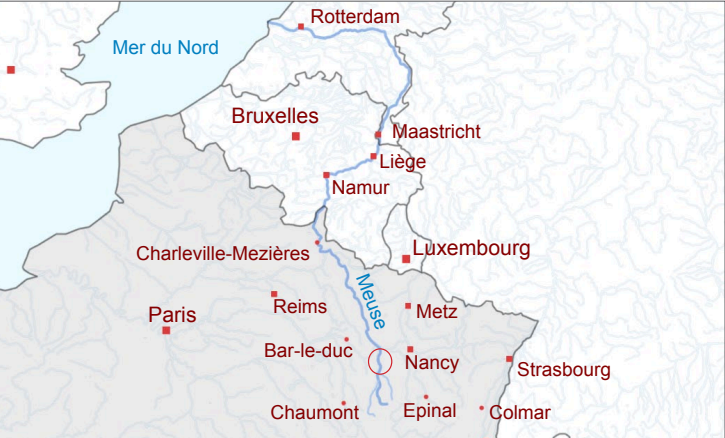 Rotterdam
Mer du Nord
Bruxelles
Maastricht
Liège
Namur
Charleville-Mezières
Luxembourg
Meuse
Reims
Metz
Paris
Bar-le-duc
Nancy
Strasbourg
Chaumont
Epinal
Colmar